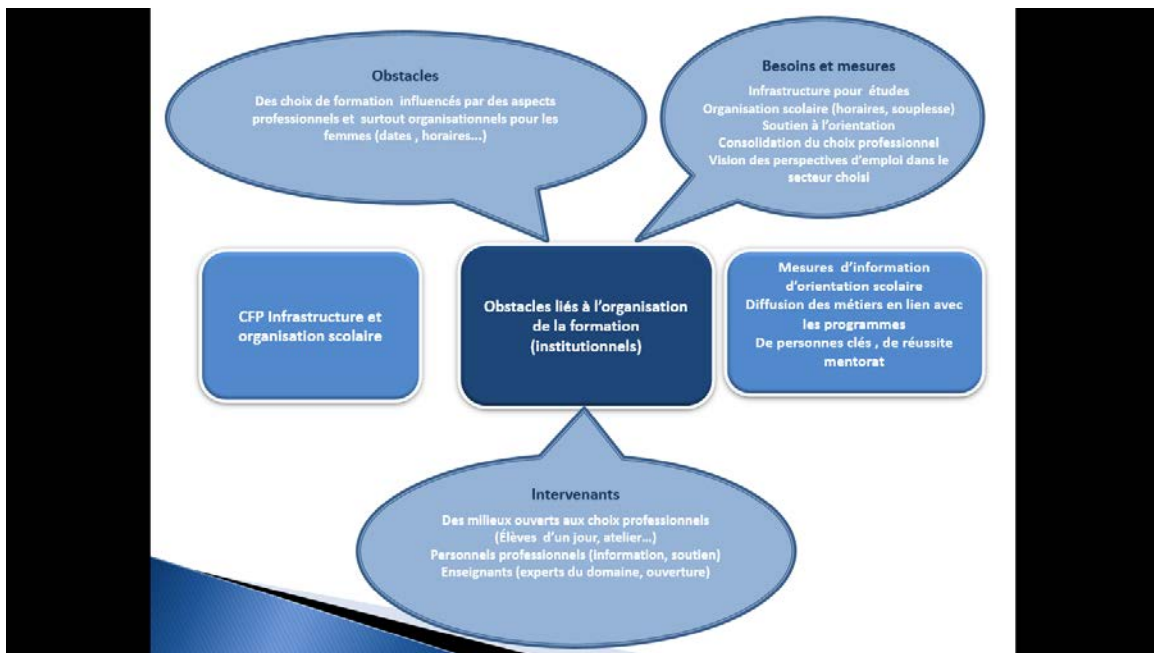 Obstacles
Des choix de formation influencés par des aspects
professionnels et surtout organisationnels pour les
femmes (dates , horaires...)
Besoins et mesures
Infrastructure pour études
Organisation scolaire (horaires, souplesse)
Soutien à l'orientation
Consolidation du choix professionnel
Vision des perspectives d'emploi dans le
secteur choisi
CFP Infrastructure et
organisation scolaire
Obstacles liés à l'organisation
de la formation
(institutionnels)
Mesures d'information
d'orientation scolaire
Diffusion des métiers en lien avec
les programmes
De personnes clés , de réussite
mentorat
Intervenants
Des milieux ouverts aux choix professionnels
(Élèves d'un jour, atelier...)
Personnels professionnels (information, soutien)
Enseignants (experts du domaine, ouverture)